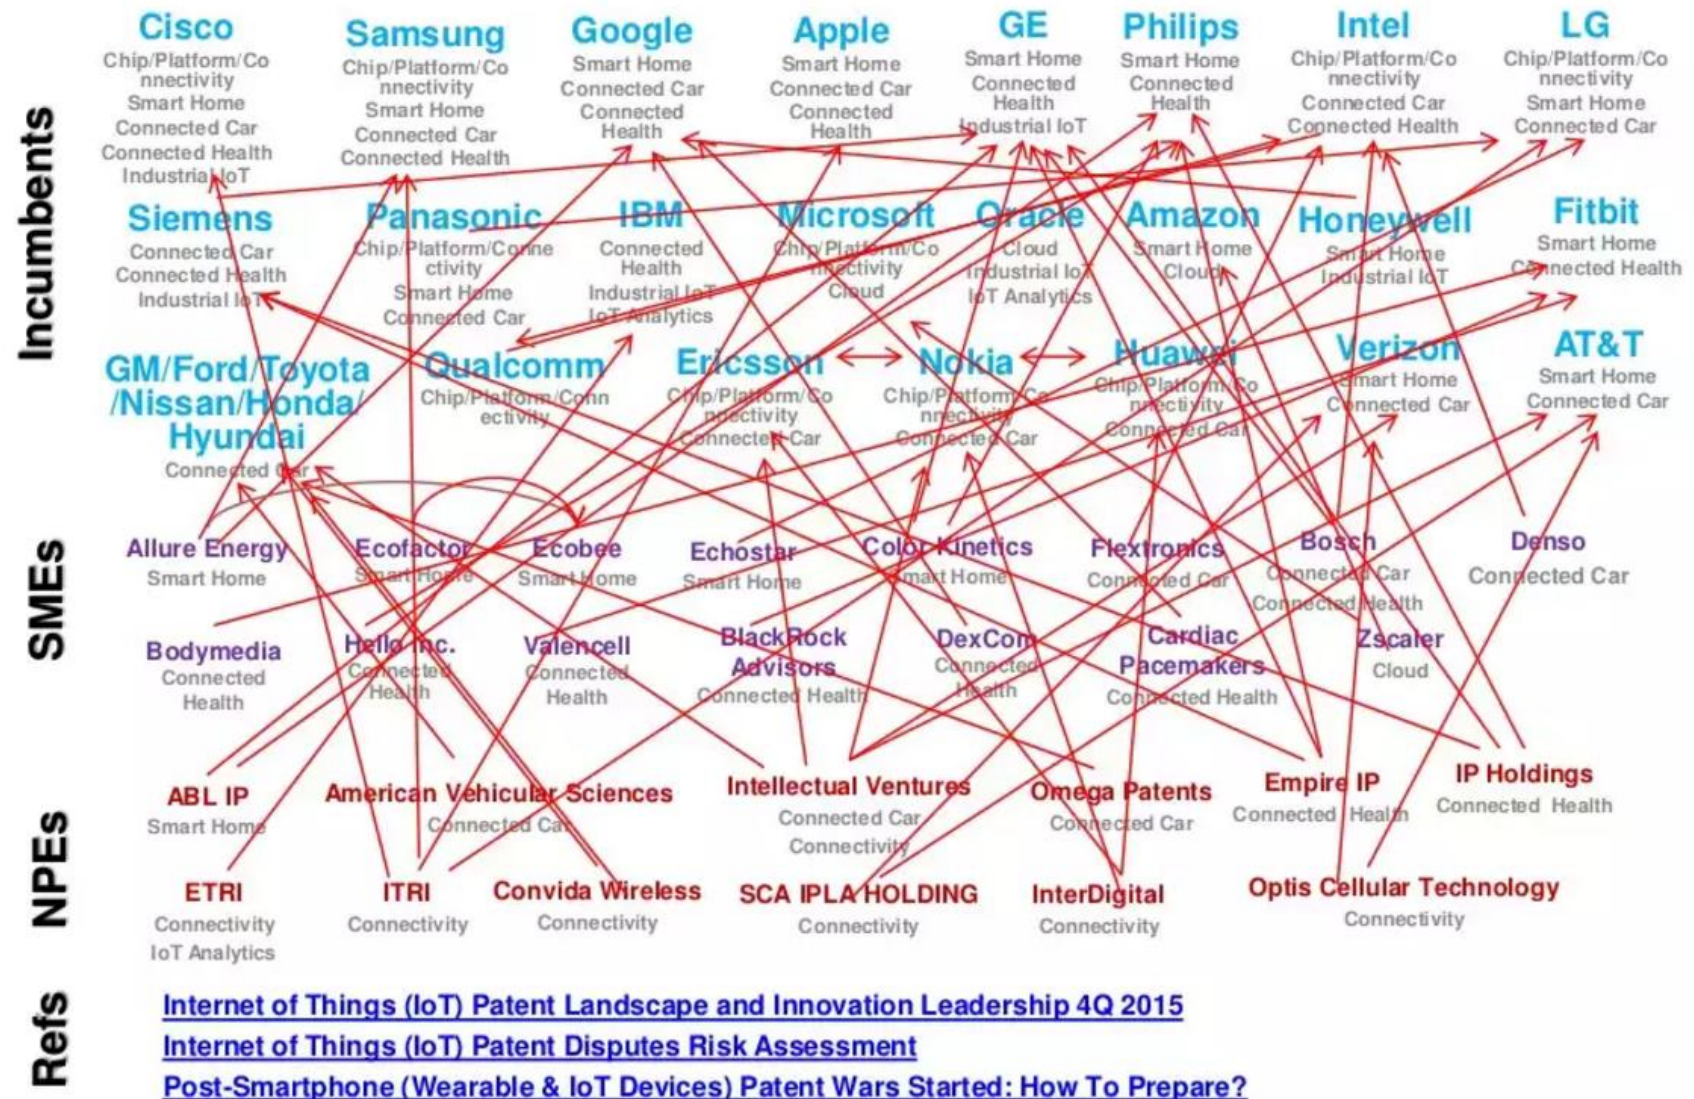 Incumbents
Cisco
Chip/Platform/Co
nnectivity
Smart Home
Connected Car
Connected Health
Industrial IoT
Samsung
Chip/Platform/Co
nnectivity
Smart Home
Connected Car
Connected Health
Google
Smart Home
Connected Car
Connected
Health
Apple
Smart Home
Connected Car
Connected
Health
GE
Smart Home
Connected
Health
Industrial IoT
Philips
Smart Home
Connected
Health
Intel
Chip/Platform/Co
nnectivity
Connected Car
Connected Health
LG
Chip/Platform/Co
nnectivity
Smart Home
Connected Car
Siemens
Connected Car
Connected Health
Industrial IoT
Panasonic
Chip/Platform/Conne
ctivity
Smart Home
Connected Car
IBM
Connected
Health
Industrial IoT
IoT Analytics
Microsoft
Chip/Platform/Co
nnectivity
Cloud
Oracle
Cloud
Industrial IoT
IoT Analytics
Amazon
Smart Home
Cloud
Honeywell
Smart Home
Industrial IoT
Fitbit
Smart Home
Connected Health
GM/Ford/Toyota
/Nissan/Honda/
Hyundai
Connected Car
Qualcomm
Chip/Platform/Conn
ectivity
Ericsson
Chip/Platform/Co
nnectivity
Connected Car
Nokia
Chip/Platform/Co
nnectivity
Connected Car
Huawei
Chip/Platform/Co
nnectivity
Connected Car
Verizon
Smart Home
Connected Car
AT&T
Smart Home
Connected Car
SMEs
Allure Energy
Smart Home
Ecofactor
Smart Home
Ecobee
Smart Home
Echostar
Smart Home
Color Kinetics
Smart Home
Flextronics
Connected Car
Bosch
Connected Car
Connected Health
Denso
Connected Car
Bodymedia
Connected
Health
Hello Inc.
Connected
Health
Valencell
Connected
Health
BlackRock
Advisors
Connected Health
DexCom
Connected
Health
Cardiac
Pacemakers
Connected Health
Zscaler
Cloud
NPEs
ABL IP
Smart Home
American Vehicular Sciences
Connected Car
Intellectual Ventures
Connected Car
Connectivity
Omega Patents
Connected Car
Empire IP
Connected Health
IP Holdings
Connected Health
ETRI
Connectivity
IoT Analytics
ITRI
Connectivity
Convida Wireless
Connectivity
SCA IPLA HOLDING
Connectivity
InterDigital
Connectivity
Optis Cellular Technology
Connectivity
Refs
Internet of Things (IoT) Patent Landscape and Innovation Leadership 4Q 2015
Internet of Things (IoT) Patent Disputes Risk Assessment
Post-Smartphone (Wearable & IoT Devices) Patent Wars Started: How To Prepare?